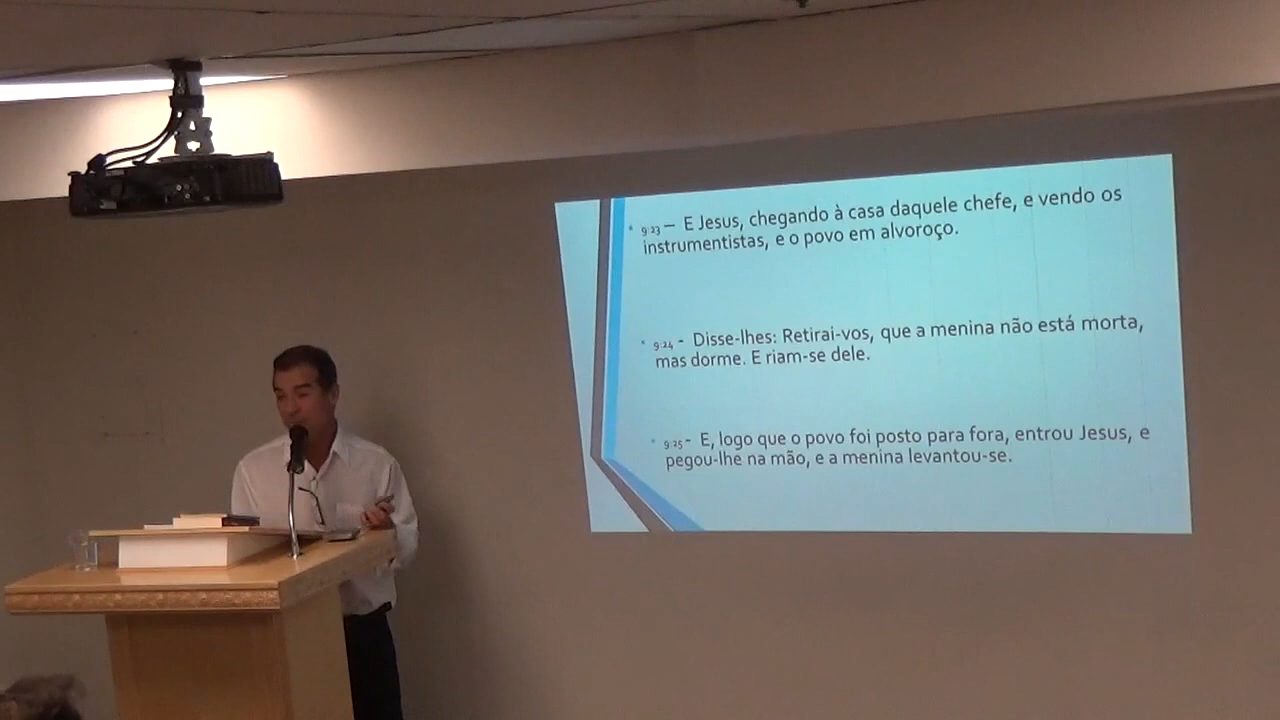 9:23 – E Jesus, chegando à casa daquele chefe, e vendo os
instrumentistas, e o povo em alvoroço.
9:24 - Disse-lhes: Retirai-vos, que a menina não está morta,
mas dorme. E riam-se dele.
9:25 - E, logo que o povo foi posto para fora, entrou Jesus, e
pegou-lhe na mão, e a menina levantou-se.